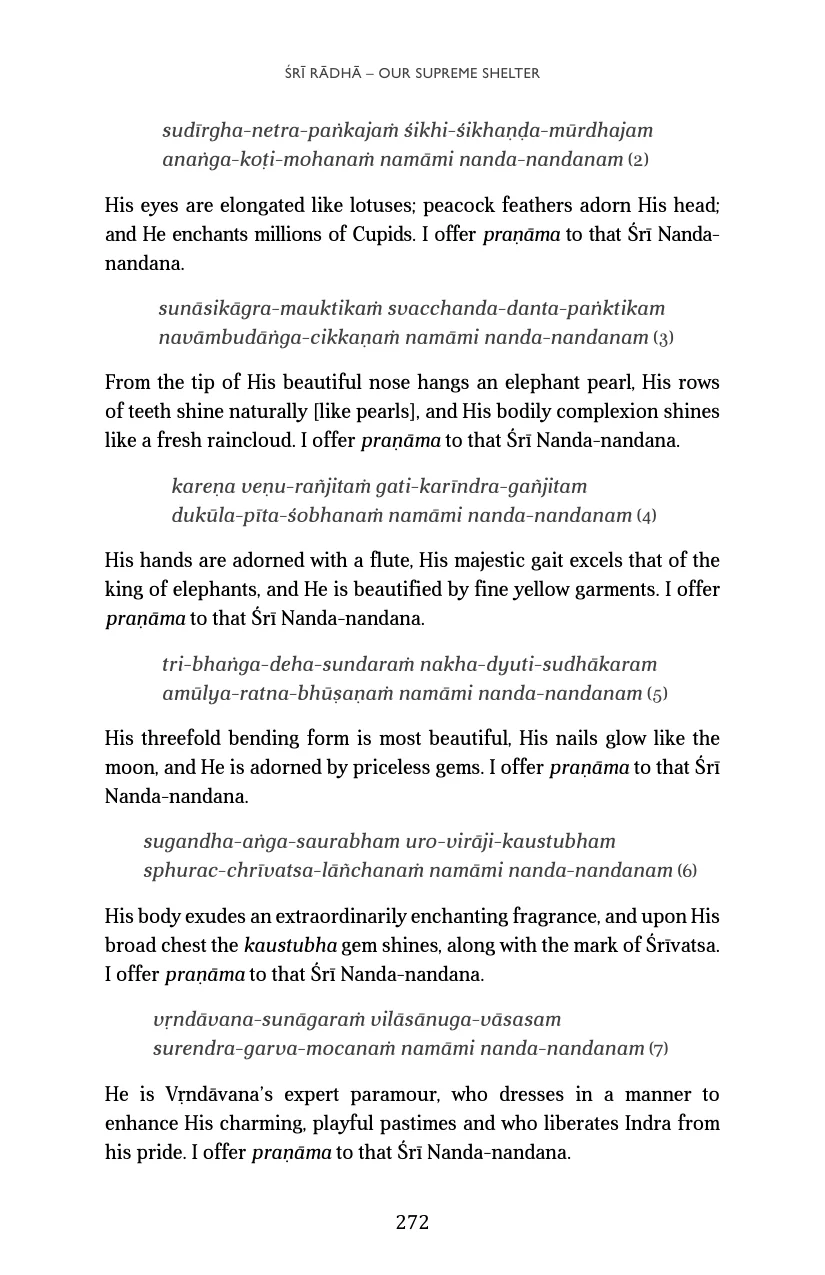 ŚRĪ RĀDHĀ – OUR SUPREME SHELTER
sudīrgha-netra-paṅkajaṁ śikhi-śikhaṇḍa-mūrdhajam
anaṅga-koṭi-mohanaṁ namāmi nanda-nandanam (2)
His eyes are elongated like lotuses; peacock feathers adorn His head;
and He enchants millions of Cupids. I offer praṇāma to that Śrī Nanda-
nandana.
sunāsikāgra-mauktikaṁ svacchanda-danta-paṅktikam
navāmbudāṅga-cikkaṇaṁ namāmi nanda-nandanam (3)
From the tip of His beautiful nose hangs an elephant pearl, His rows
of teeth shine naturally [like pearls], and His bodily complexion shines
like a fresh raincloud. I offer praṇāma to that Śrī Nanda-nandana.
kareṇa veṇu-rañjitaṁ gati-karīndra-gañjitam
dukūla-pīta-śobhanaṁ namāmi nanda-nandanam (4)
His hands are adorned with a flute, His majestic gait excels that of the
king of elephants, and He is beautified by fine yellow garments. I offer
praṇāma to that Śrī Nanda-nandana.
tri-bhaṅga-deha-sundaraṁ nakha-dyuti-sudhākaram
amūlya-ratna-bhūṣaṇaṁ namāmi nanda-nandanam (5)
His threefold bending form is most beautiful, His nails glow like the
moon, and He is adorned by priceless gems. I offer praṇāma to that Śrī
Nanda-nandana.
sugandha-aṅga-saurabham uro-virāji-kaustubham
sphurac-chrīvatsa-lāñchanaṁ namāmi nanda-nandanam (6)
His body exudes an extraordinarily enchanting fragrance, and upon His
broad chest the kaustubha gem shines, along with the mark of Śrīvatsa.
I offer praṇāma to that Śrī Nanda-nandana.
vṛndāvana-sunāgaraṁ vilāsānuga-vāsasam
surendra-garva-mocanaṁ namāmi nanda-nandanam (7)
He is Vṛndāvana’s expert paramour, who dresses in a manner to
enhance His charming, playful pastimes and who liberates Indra from
his pride. I offer praṇāma to that Śrī Nanda-nandana.
272